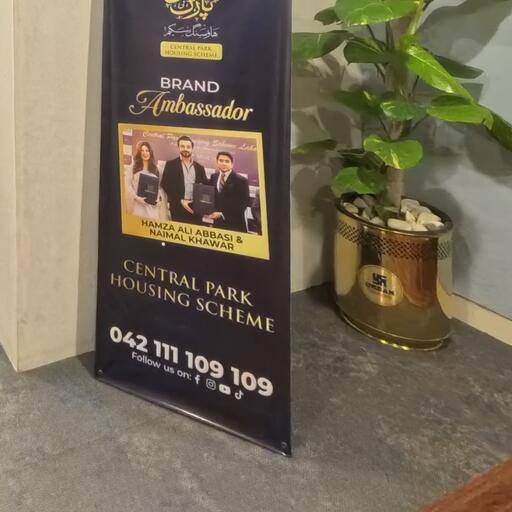 پارک
ہاؤسنگ سکیم
CENTRAL PARK
HOUSING SCHEME
BRAND
Ambassador
HAMZA ALI ABBASI &
NAIMAL KHAWAR
CENTRAL PARK
HOUSING SCHEME
042 111 109 109
Follow us on:
URBAN